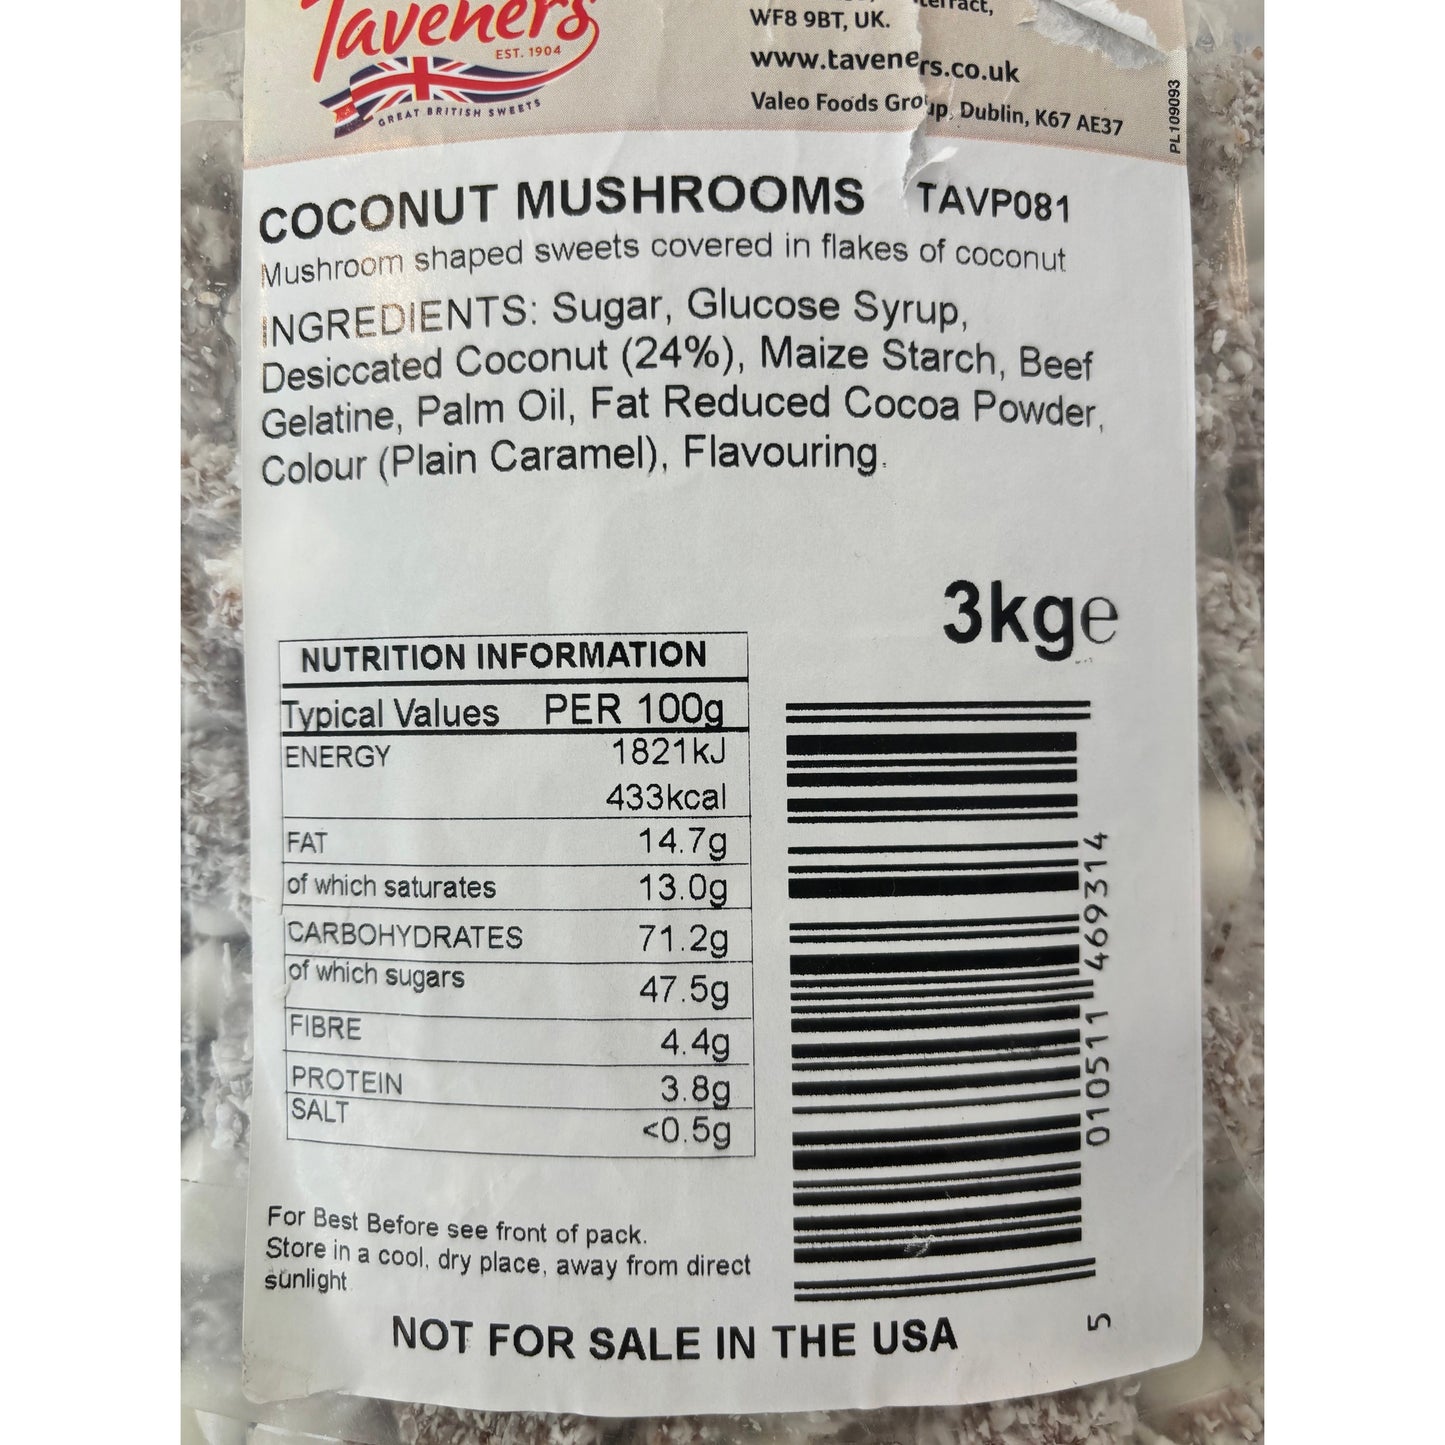 Taveners
EST. 1904
GREAT BRITISH SWEETS
WF8 9BT, UK.
www.taveners.co.uk
Valeo Foods Group, Dublin, K67 AE37
PL109093
COCONUT MUSHROOMS TAVP081
Mushroom shaped sweets covered in flakes of coconut
INGREDIENTS: Sugar, Glucose Syrup,
Desiccated Coconut (24%), Maize Starch, Beef
Gelatine, Palm Oil, Fat Reduced Cocoa Powder,
Colour (Plain Caramel), Flavouring.
3kg℮
NUTRITION INFORMATION
Typical Values PER 100g
ENERGY 1821kJ
433kcal
FAT 14.7g
of which saturates 13.0g
CARBOHYDRATES 71.2g
of which sugars 47.5g
FIBRE 4.4g
PROTEIN 3.8g
SALT <0.5g
5 010511 469314
For Best Before see front of pack.
Store in a cool, dry place, away from direct
sunlight
NOT FOR SALE IN THE USA